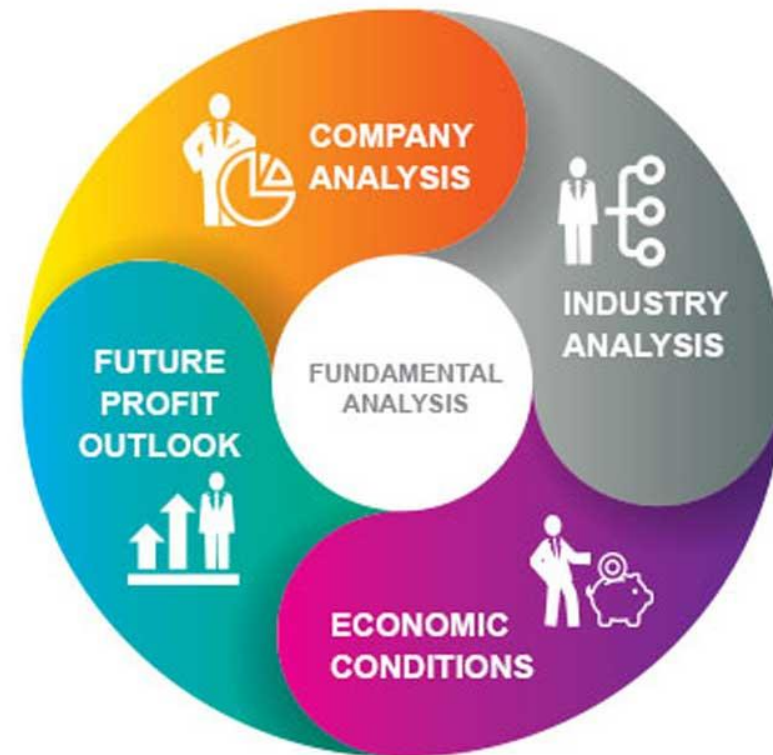 COMPANY
ANALYSIS
INDUSTRY
ANALYSIS
FUTURE
PROFIT
OUTLOOK
FUNDAMENTAL
ANALYSIS
ECONOMIC
CONDITIONS